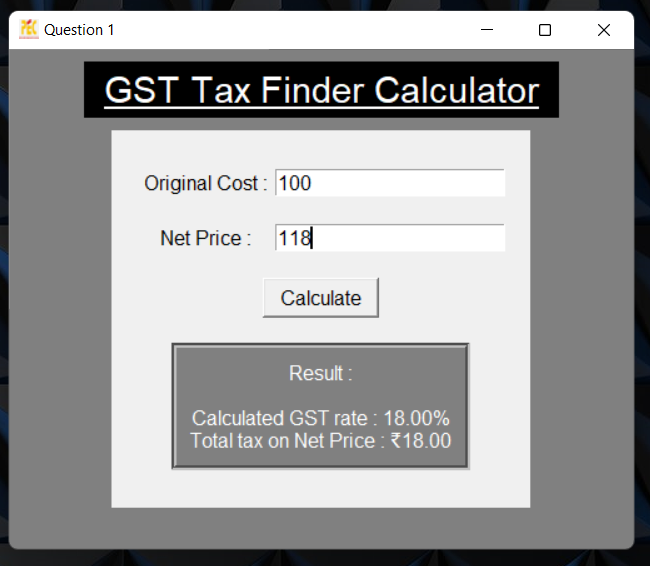 Question 1
GST Tax Finder Calculator
Original Cost : 100
Net Price : 118
Calculate
Result :
Calculated GST rate : 18.00%
Total tax on Net Price : ₹18.00